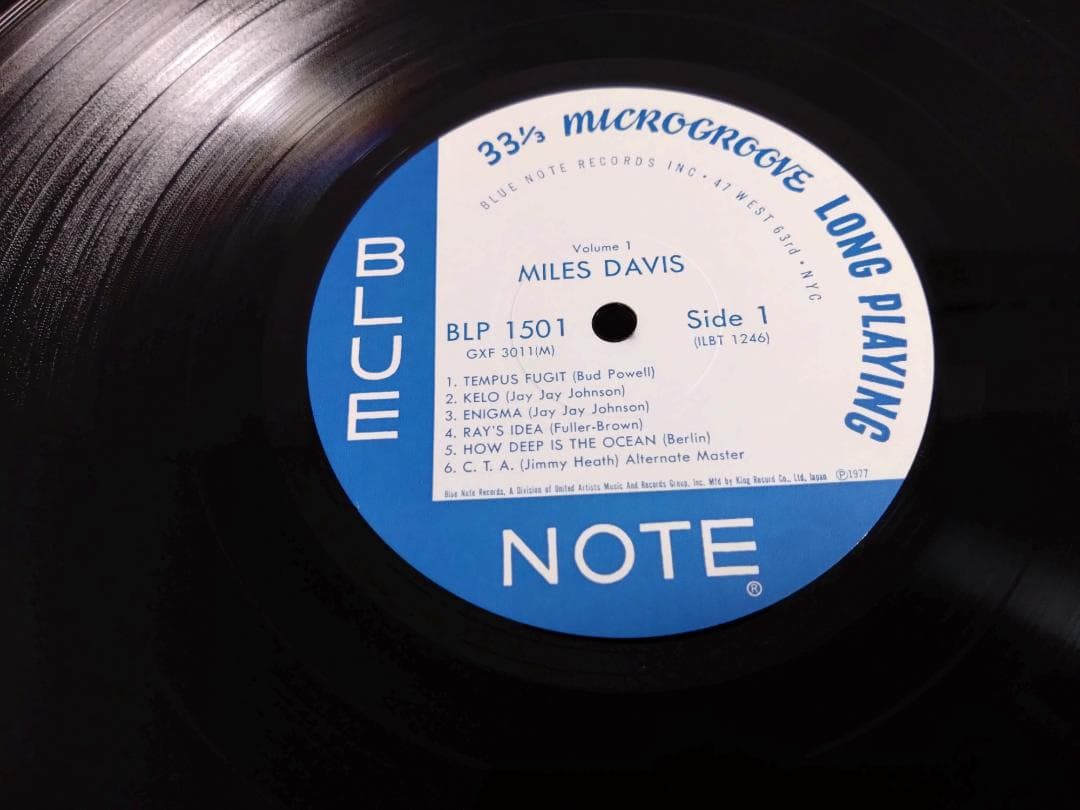 33⅓ MICROGROOVE LONG PLAYING
BLUE NOTE RECORDS INC • 47 WEST 63rd • NYC
Volume 1
MILES DAVIS
BLP 1501
GXF 3011(M)
Side 1
(ILBT 1246)
1. TEMPUS FUGIT (Bud Powell)
2. KELO (Jay Jay Johnson)
3. ENIGMA (Jay Jay Johnson)
4. RAY'S IDEA (Fuller-Brown)
5. HOW DEEP IS THE OCEAN (Berlin)
6. C. T. A. (Jimmy Heath) Alternate Master
Blue Note Records, A Division of United Artists Music And Records Group, Inc. Mfd by King Record Co., Ltd, Japan ℗1977
BLUE
NOTE®